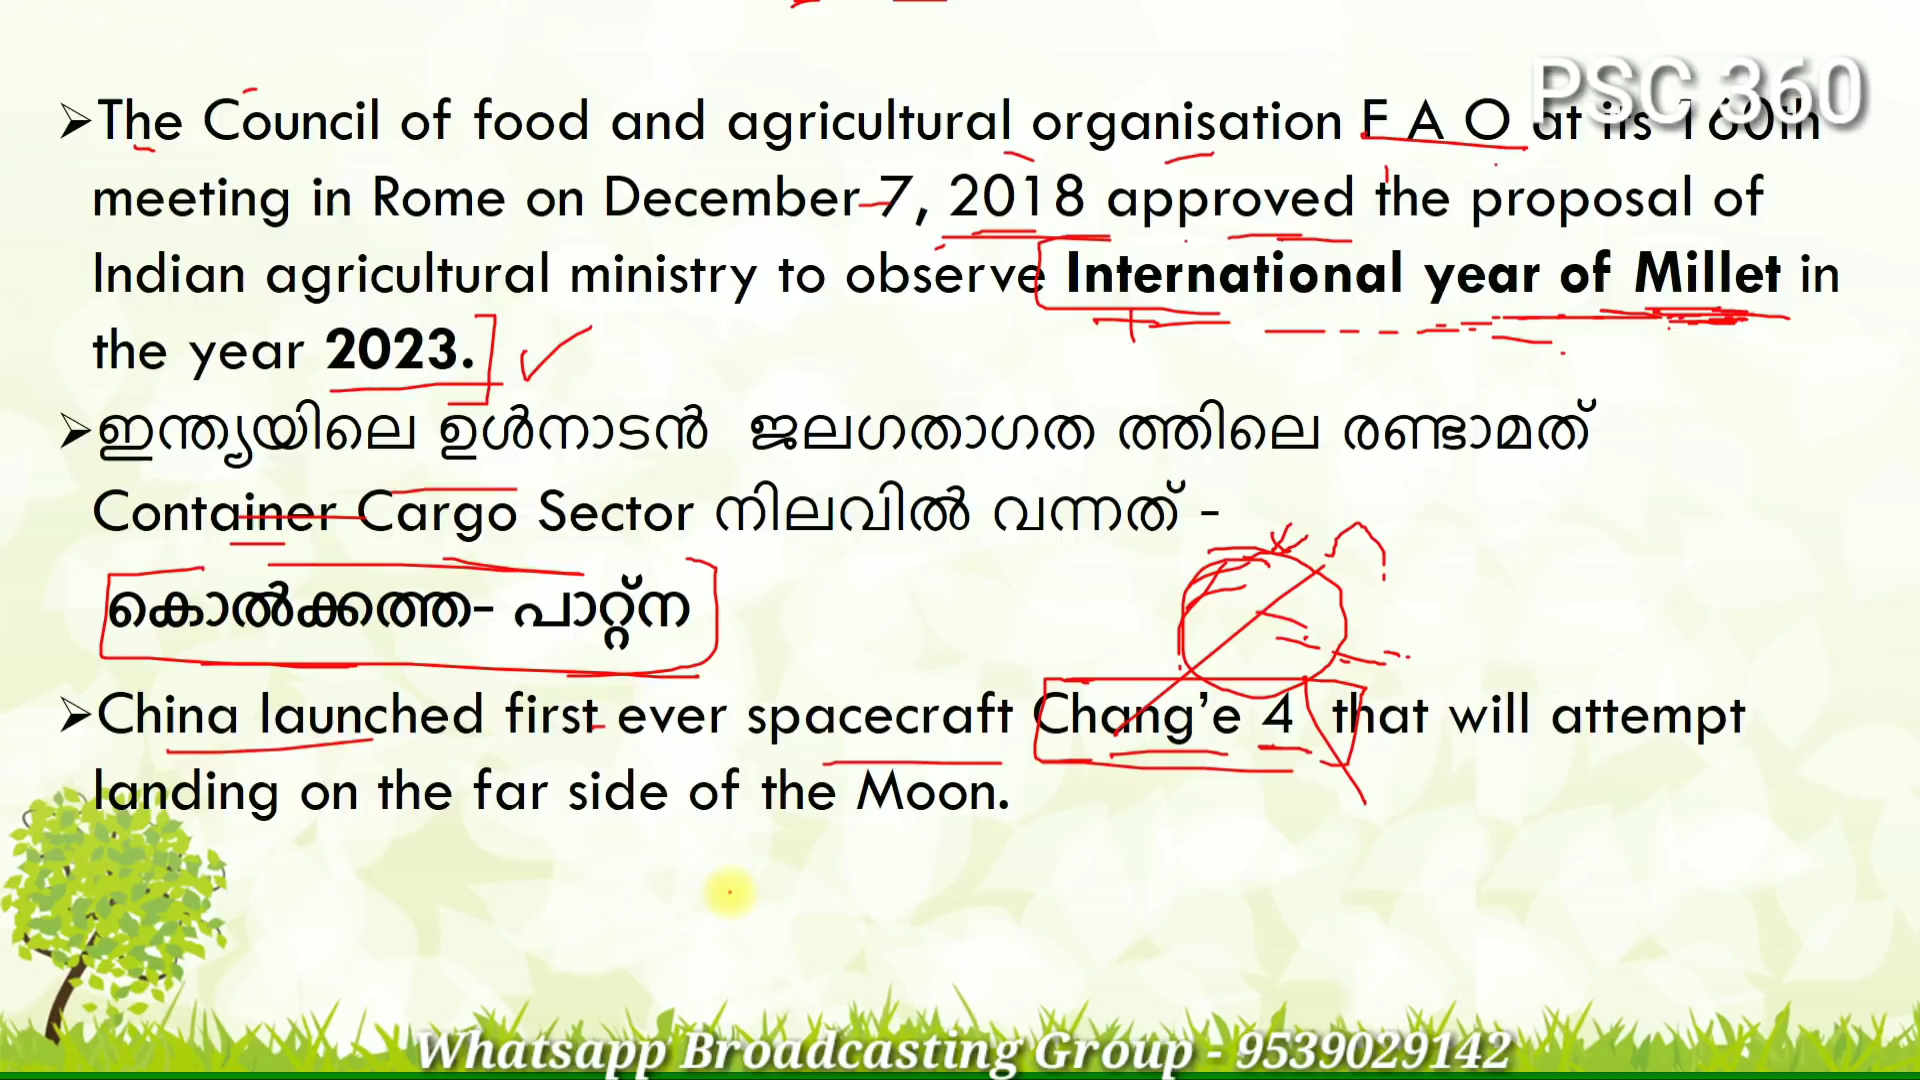 PSC 360
➢The Council of food and agricultural organisation F A O at its 160th
meeting in Rome on December 7, 2018 approved the proposal of
Indian agricultural ministry to observe International year of Millet in
the year 2023.
➢ഇന്ത്യയിലെ ഉൾനാടൻ ജലഗതാഗത ത്തിലെ രണ്ടാമത്
Container Cargo Sector നിലവിൽ വന്നത് -
കൊൽക്കത്ത- പാറ്റ്ന
➢China launched first ever spacecraft Chang’e 4 that will attempt
landing on the far side of the Moon.
Whatsapp Broadcasting Group - 9539029142